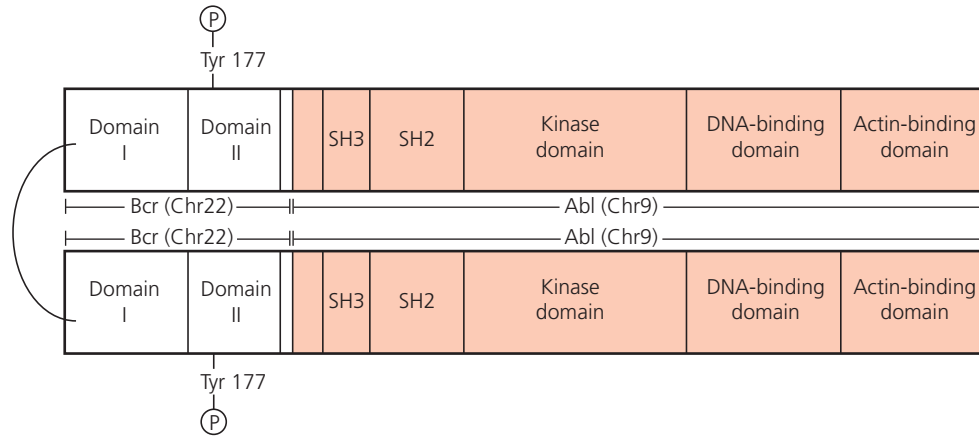 P
Tyr 177
Domain I
Domain II
SH3
SH2
Kinase domain
DNA-binding domain
Actin-binding domain
Bcr (Chr22)
Abl (Chr9)
Bcr (Chr22)
Abl (Chr9)
Domain I
Domain II
SH3
SH2
Kinase domain
DNA-binding domain
Actin-binding domain
Tyr 177
P